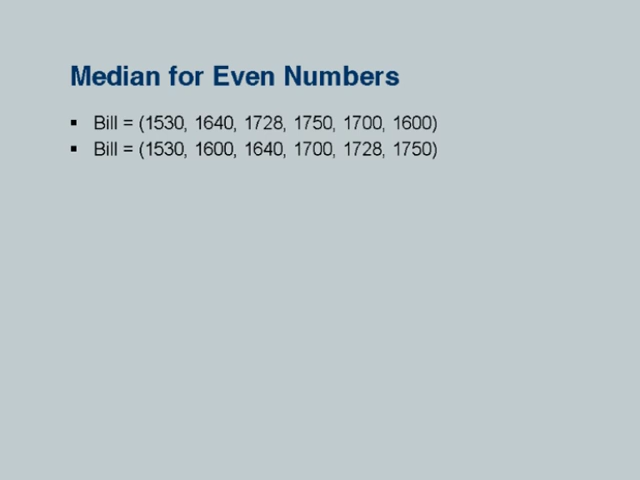 Median for Even Numbers
▪ Bill = (1530, 1640, 1728, 1750, 1700, 1600)
▪ Bill = (1530, 1600, 1640, 1700, 1728, 1750)